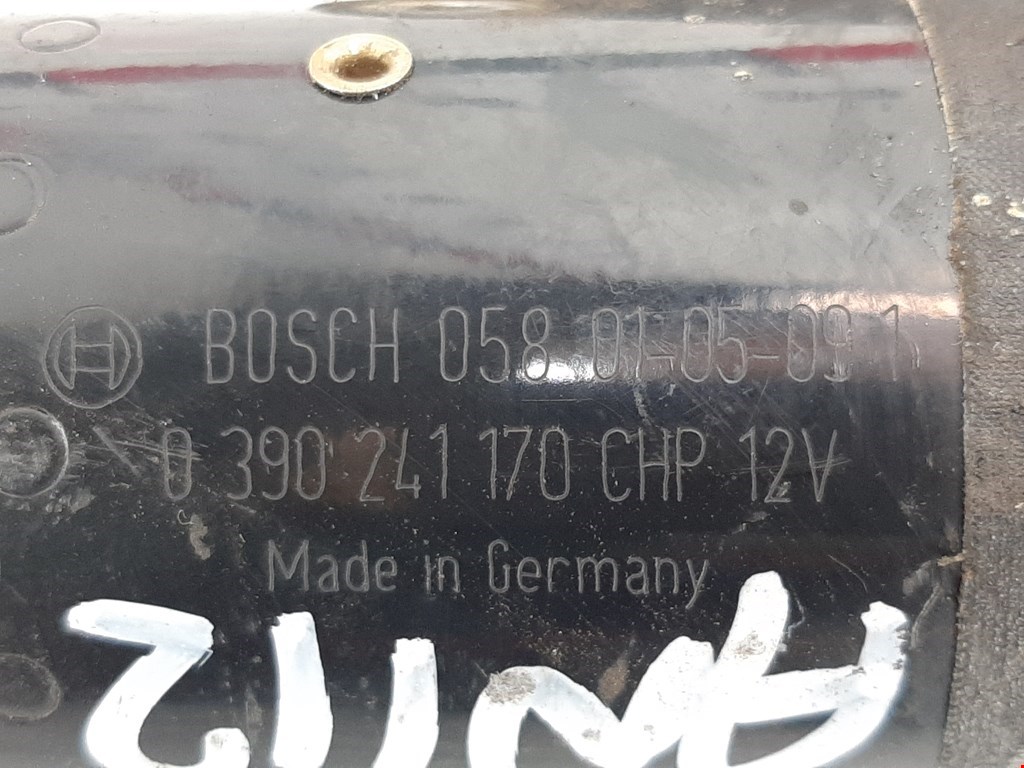 BOSCH 058 01-05-09 1
0 390 241 170 CHP 12V
Made in Germany